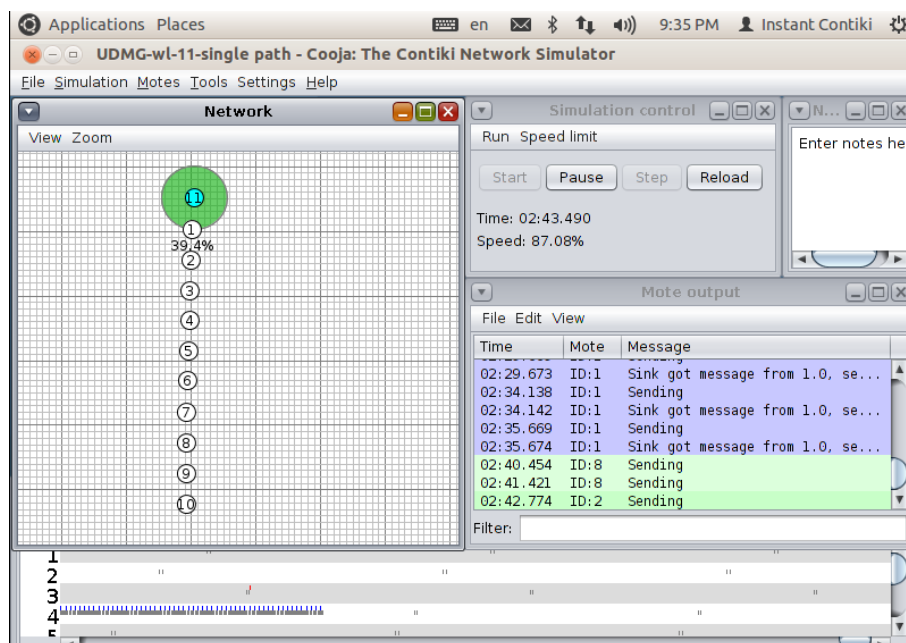 Applications Places en 9:35 PM Instant Contiki
UDMG-wl-11-single path - Cooja: The Contiki Network Simulator
File Simulation Motes Tools Settings Help
Network
View Zoom
11
1
39.4%
2
3
4
5
6
7
8
9
10
Simulation control
Run Speed limit
Start Pause Step Reload
Time: 02:43.490
Speed: 87.08%
N...
Enter notes he
Mote output
File Edit View
Time Mote Message
02:29.673 ID:1 Sink got message from 1.0, se...
02:34.138 ID:1 Sending
02:34.142 ID:1 Sink got message from 1.0, se...
02:35.669 ID:1 Sending
02:35.674 ID:1 Sink got message from 1.0, se...
02:40.454 ID:8 Sending
02:41.421 ID:8 Sending
02:42.774 ID:2 Sending
Filter:
1
2
3
4
5